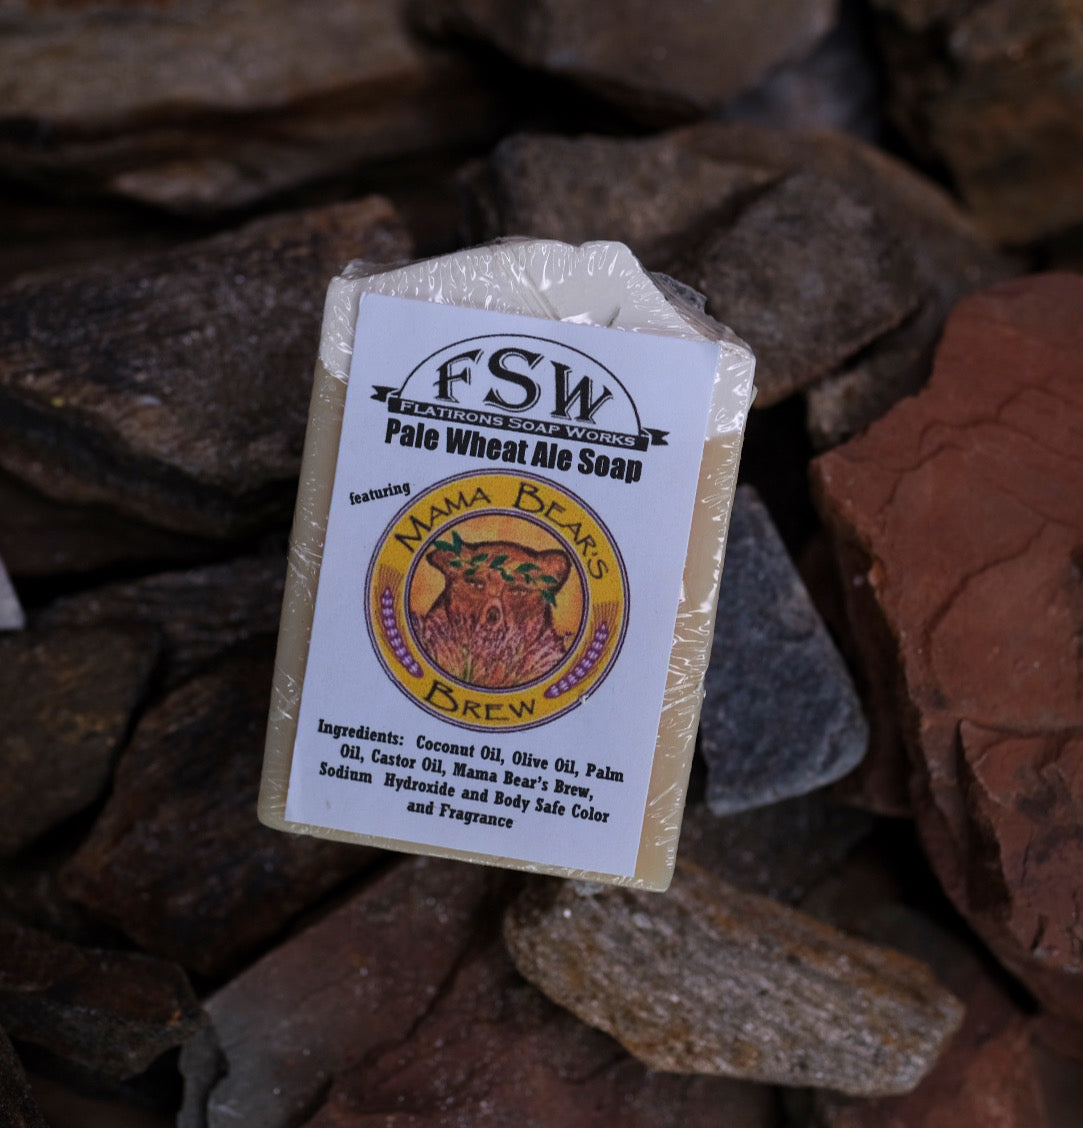 FSW
FLATIRONS SOAP WORKS
Pale Wheat Ale Soap
featuring
MAMA BEAR'S
BREW
Ingredients: Coconut Oil, Olive Oil, Palm
Oil, Castor Oil, Mama Bear's Brew,
Sodium Hydroxide and Body Safe Color
and Fragrance